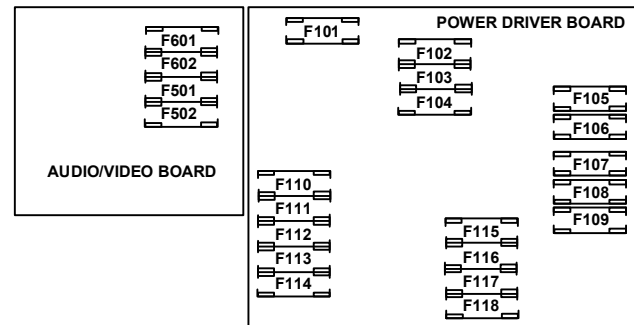 F601
F602
F501
F502
AUDIO/VIDEO BOARD
POWER DRIVER BOARD
F101
F102
F103
F104
F105
F106
F107
F108
F109
F110
F111
F112
F113
F114
F115
F116
F117
F118